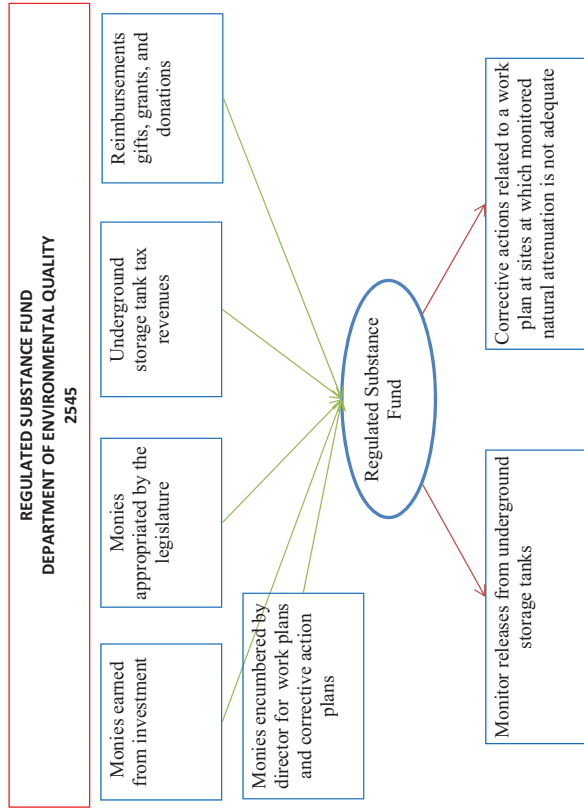 REGULATED SUBSTANCE FUND
DEPARTMENT OF ENVIRONMENTAL QUALITY
2545
Monies earned
from investment
Monies
appropriated by the
legislature
Underground
storage tank tax
revenues
Reimbursements
gifts, grants, and
donations
Monies encumbered by
director for work plans
and corrective action
plans
Regulated Substance
Fund
Monitor releases from underground
storage tanks
Corrective actions related to a work
plan at sites at which monitored
natural attenuation is not adequate